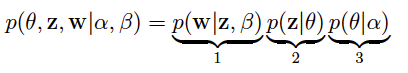 p(θ, z, w|α, β) = p(w|z, β) p(z|θ) p(θ|α)
1 2 3